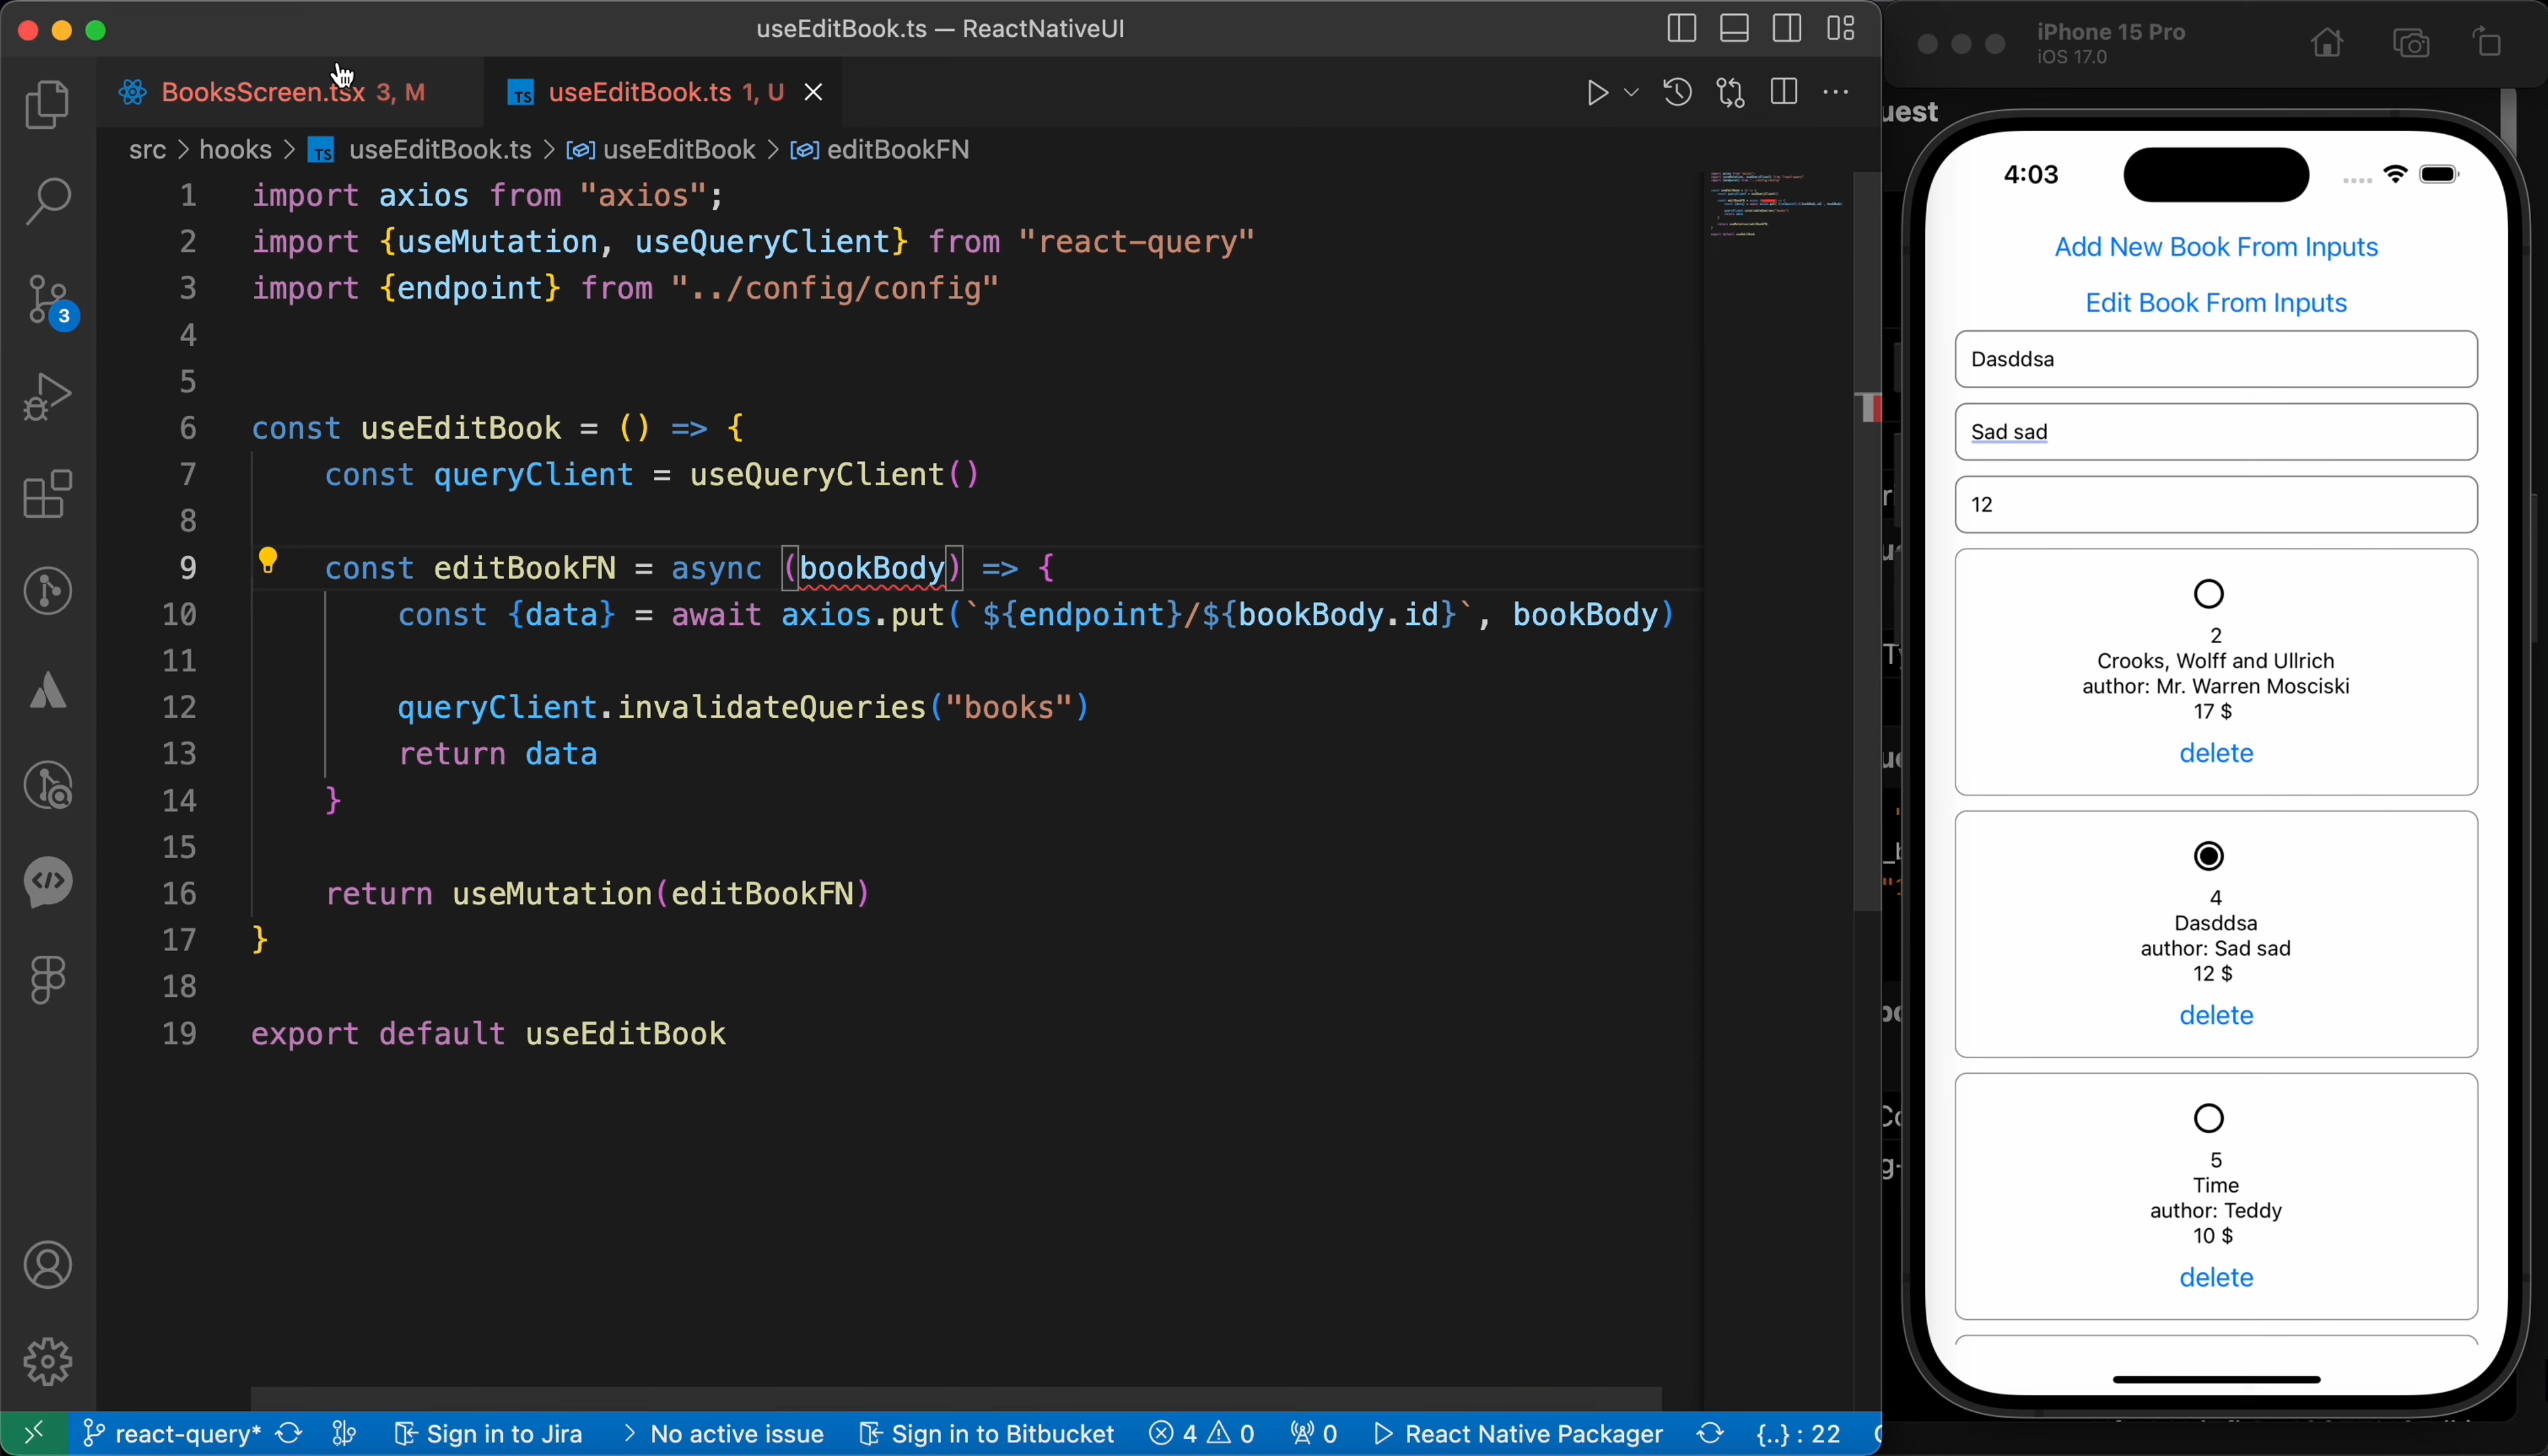 useEditBook.ts — ReactNativeUI
BooksScreen.tsx 3, M
useEditBook.ts 1, U
src > hooks > TS useEditBook.ts > useEditBook > editBookFN
1 import axios from "axios";
2 import {useMutation, useQueryClient} from "react-query"
3 import {endpoint} from "../config/config"
4
5
6 const useEditBook = () => {
7 const queryClient = useQueryClient()
8
9 const editBookFN = async (bookBody) => {
10 const {data} = await axios.put(`${endpoint}/${bookBody.id}`, bookBody)
11
12 queryClient.invalidateQueries("books")
13 return data
14 }
15
16 return useMutation(editBookFN)
17 }
18
19 export default useEditBook
3
react-query*
Sign in to Jira
No active issue
Sign in to Bitbucket
4
0
0
React Native Packager
{..} : 22
iPhone 15 Pro
iOS 17.0
uest
4:03
Add New Book From Inputs
Edit Book From Inputs
Dasddsa
Sad sad
12
2
Crooks, Wolff and Ullrich
author: Mr. Warren Mosciski
17 $
delete
4
Dasddsa
author: Sad sad
12 $
delete
5
Time
author: Teddy
10 $
delete